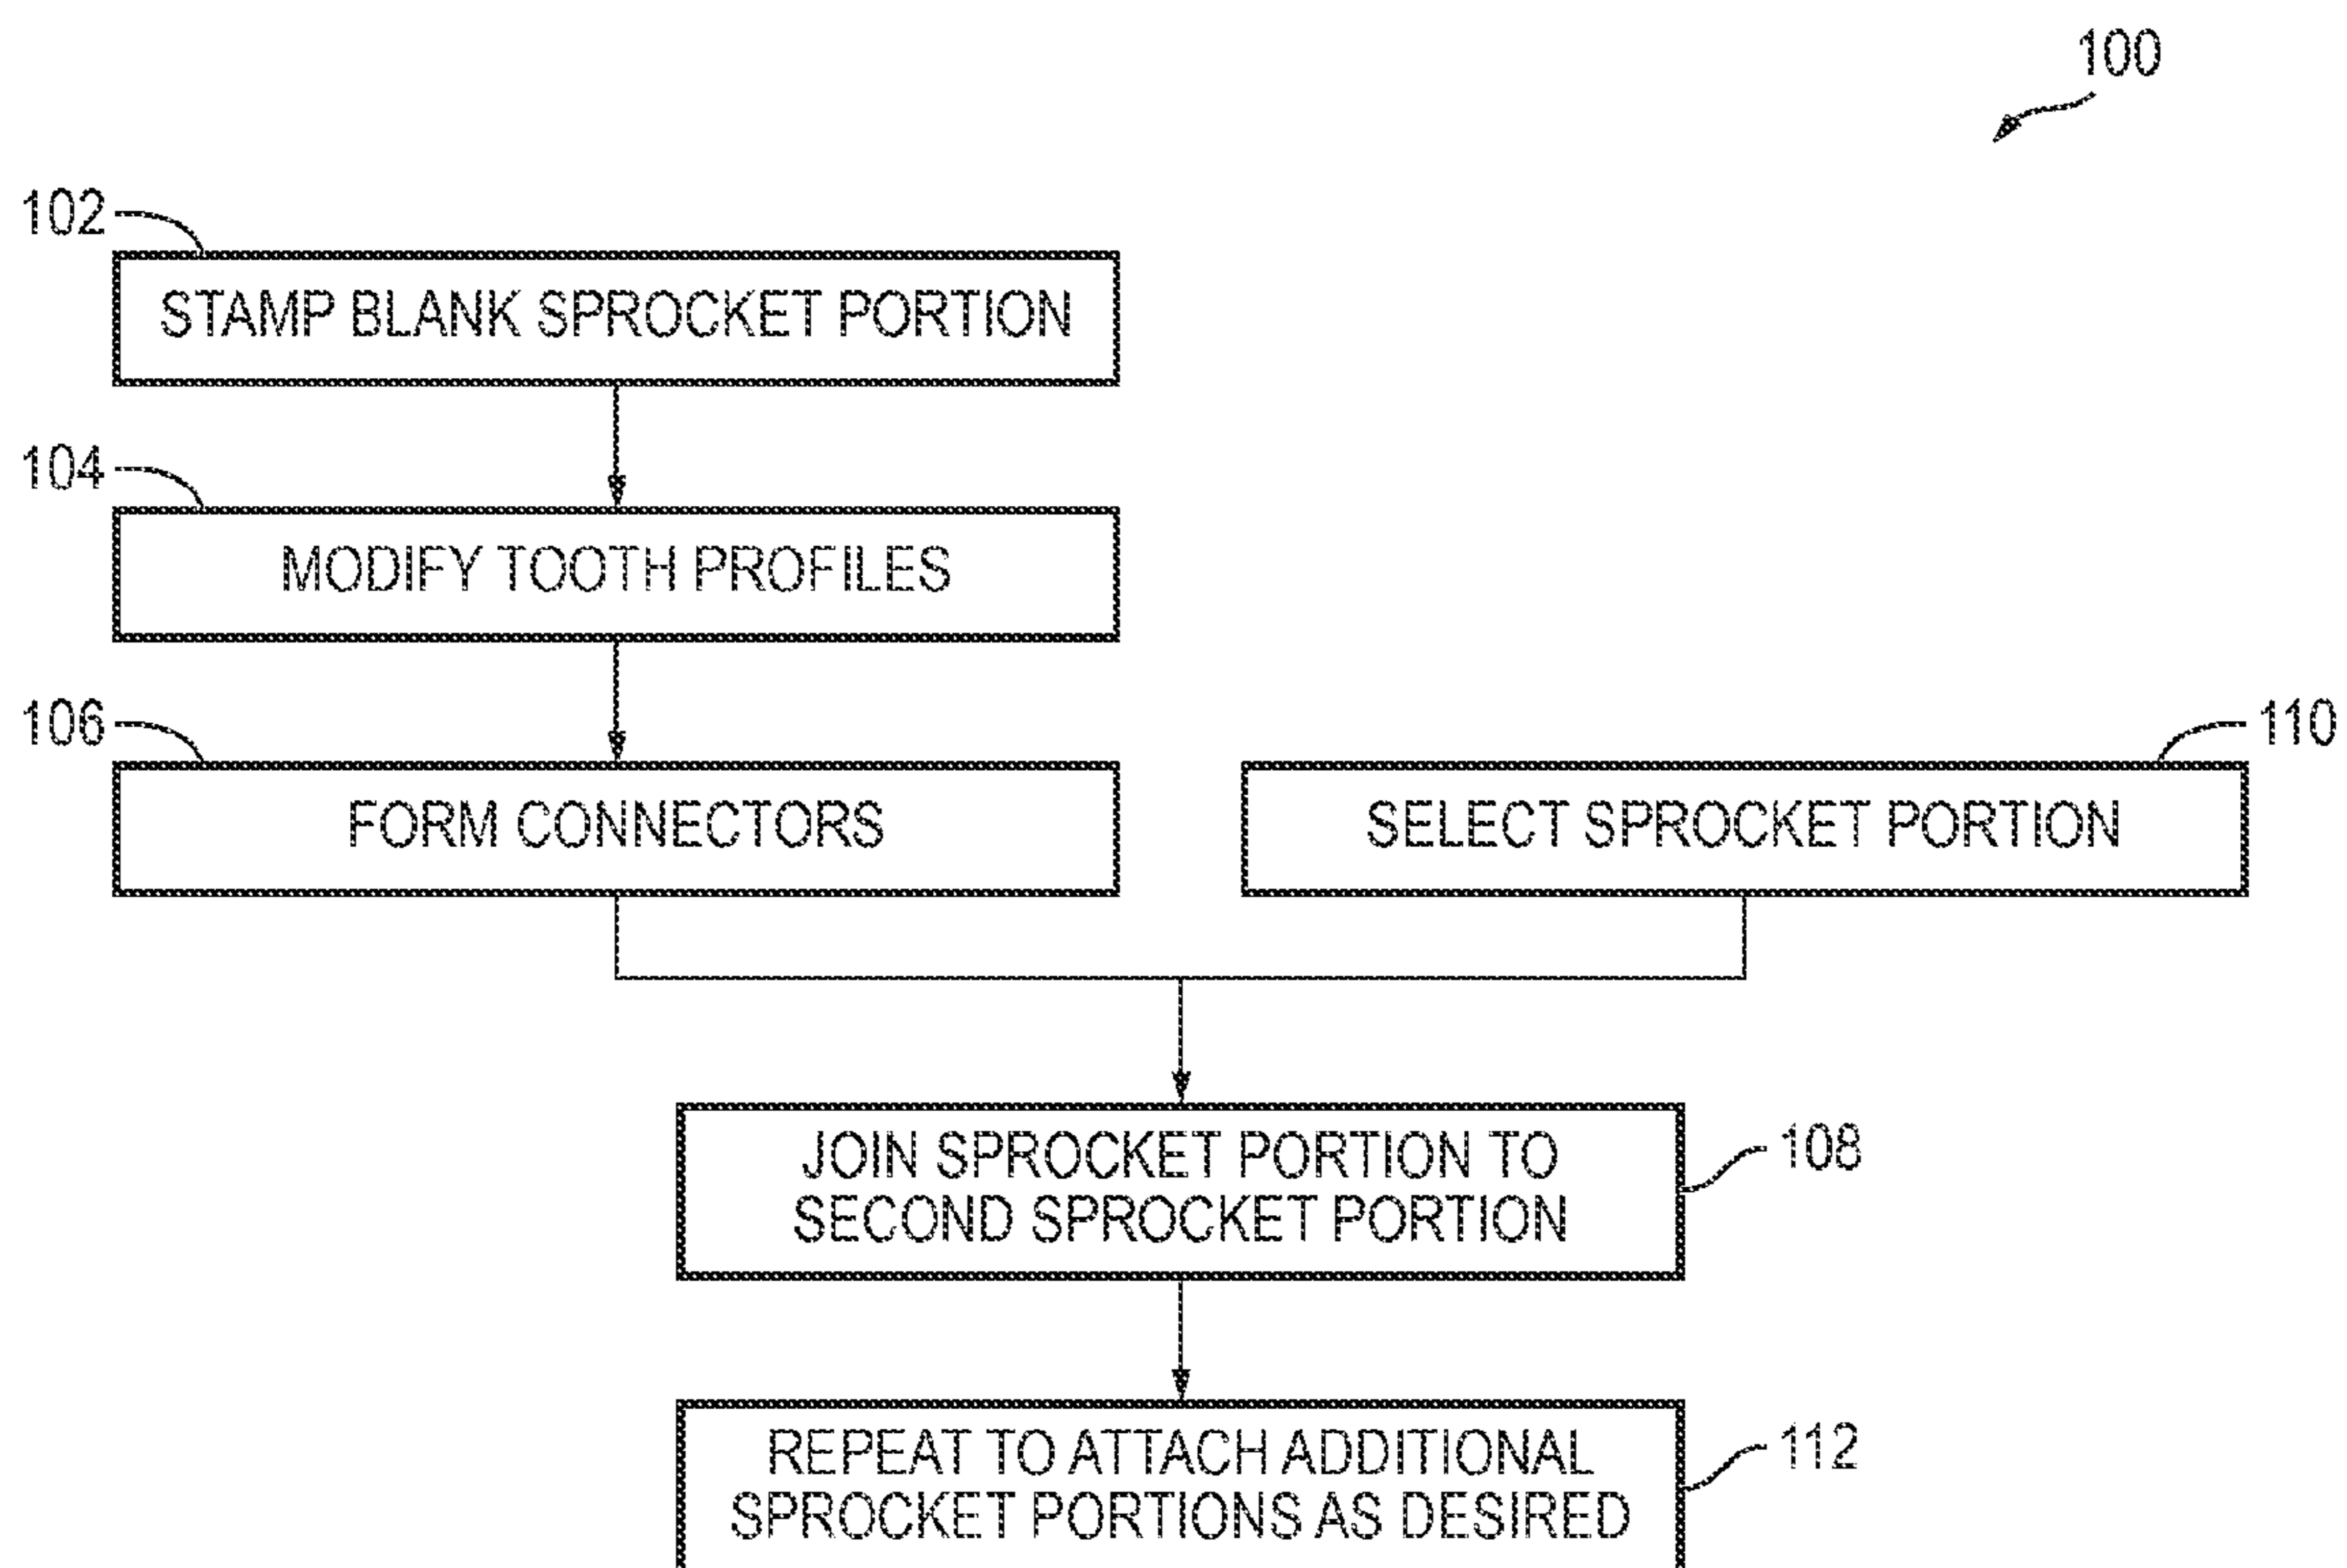 100
102
STAMP BLANK SPROCKET PORTION
104
MODIFY TOOTH PROFILES
106
FORM CONNECTORS
110
SELECT SPROCKET PORTION
JOIN SPROCKET PORTION TO
SECOND SPROCKET PORTION
108
REPEAT TO ATTACH ADDITIONAL
SPROCKET PORTIONS AS DESIRED
112